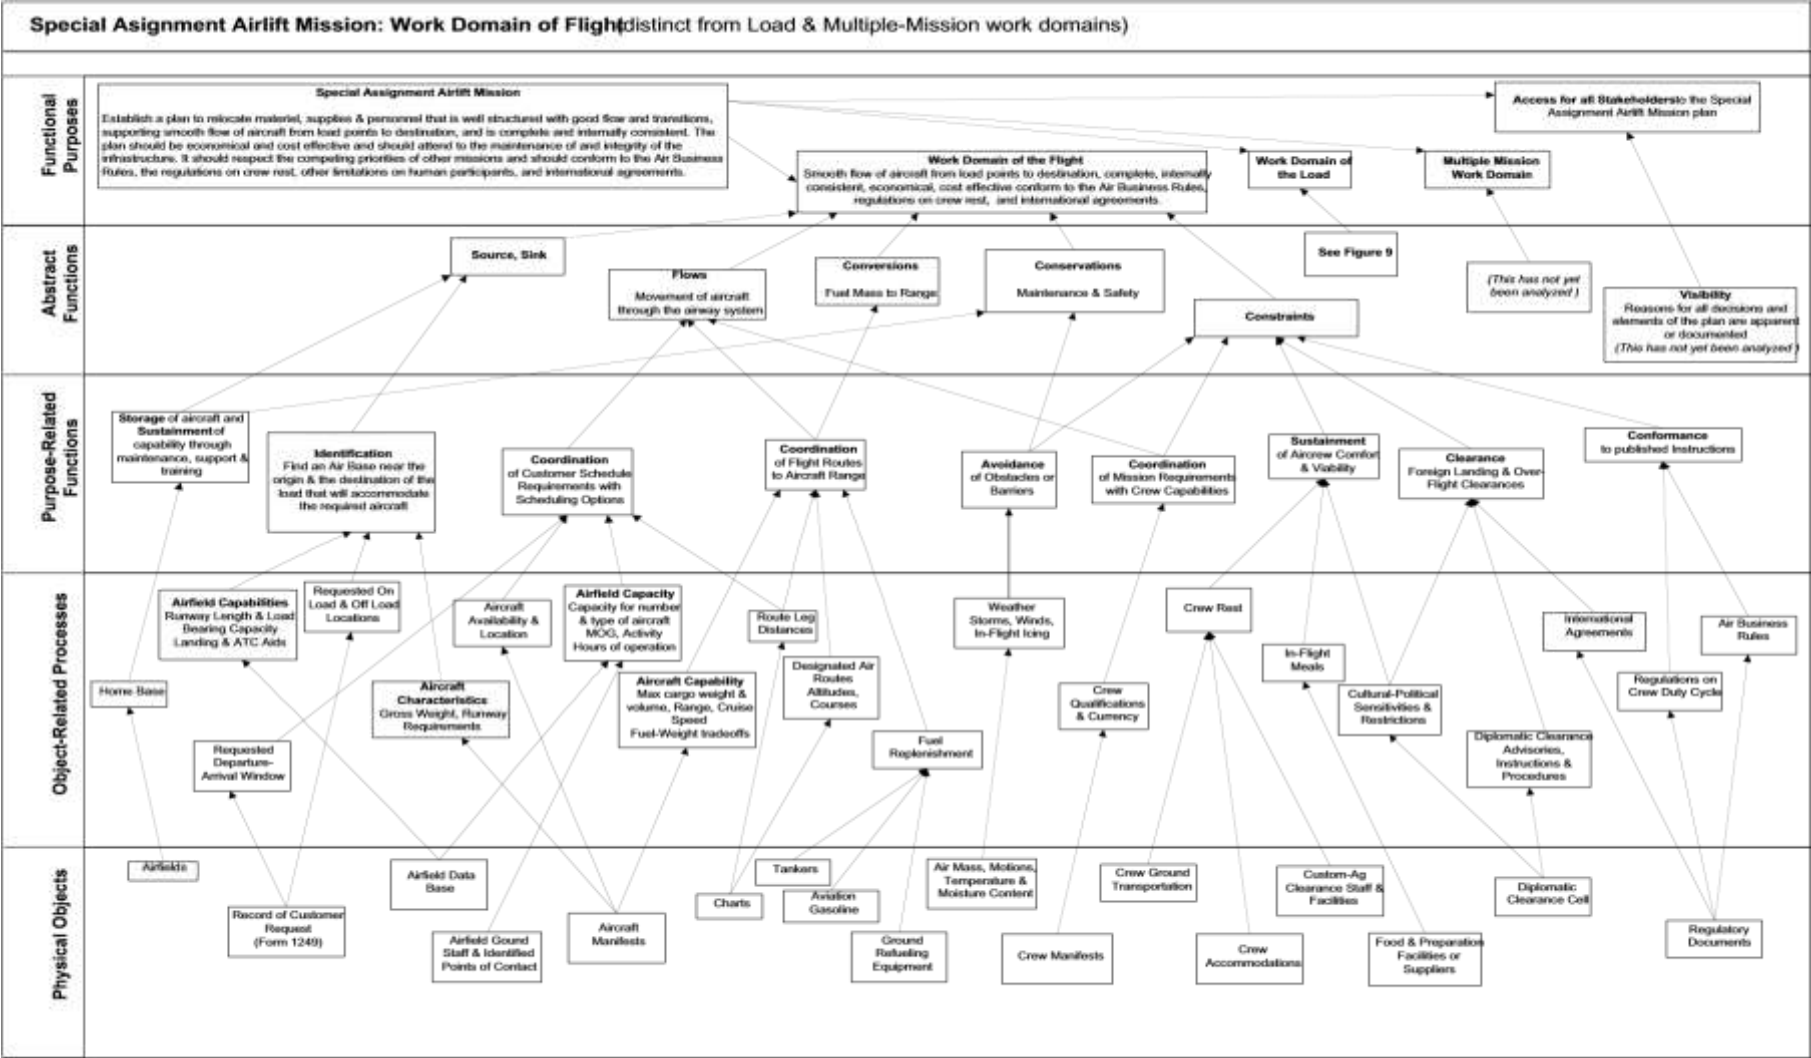 Special Asignment Airlift Mission: Work Domain of Flight(distinct from Load & Multiple-Mission work domains)
Functional
Purposes
Special Assignment Airlift Mission
Establish a plan to relocate materiel, supplies & personnel that is well structured with good flow and transitions,
supporting smooth flow of aircraft from load points to destination, and is complete and internally consistent. The
plan should be economical and cost effective and should attend to the maintenance of and integrity of the
infrastructure. It should respect the competing priorities of other missions and should conform to the Air Business
Rules, the regulations on crew rest, other limitations on human participants, and international agreements.
Access for all Stakeholdersto the Special
Assignment Airlift Mission plan
Work Domain of the Flight
Smooth flow of aircraft from load points to destination, complete, internally
consistent, economical, cost effective conform to the Air Business Rules,
regulations on crew rest, and international agreements.
Work Domain of
the Load
Multiple Mission
Work Domain
Abstract
Functions
Source, Sink
Flows
Movement of aircraft
through the airway system
Conversions
Fuel Mass to Range
Conservations
Maintenance & Safety
Constraints
See Figure 9
(This has not yet
been analyzed )
Visibility
Reasons for all decisions and
elements of the plan are apparent
or documented
(This has not yet been analyzed )
Purpose-Related
Functions
Storage of aircraft and
Sustainment of
capability through
maintenance, support &
training
Identification
Find an Air Base near the
origin & the destination of the
load that will accommodate
the required aircraft
Coordination
of Customer Schedule
Requirements with
Scheduling Options
Coordination
of Flight Routes
to Aircraft Range
Avoidance
of Obstacles or
Barriers
Coordination
of Mission Requirements
with Crew Capabilities
Sustainment
of Aircrew Comfort
& Viability
Clearance
Foreign Landing & Over-
Flight Clearances
Conformance
to published Instructions
Object-Related Processes
Home Base
Airfield Capabilities
Runway Length & Load
Bearing Capacity
Landing & ATC Aids
Requested On
Load & Off Load
Locations
Requested
Departure-
Arrival Window
Aircraft
Characteristics
Gross Weight, Runway
Requirements
Aircraft
Availability &
Location
Airfield Capacity
Capacity for number
& type of aircraft
MOG, Activity
Hours of operation
Aircraft Capability
Max cargo weight &
volume, Range, Cruise
Speed
Fuel-Weight tradeoffs
Route Leg
Distances
Designated Air
Routes
Altitudes,
Courses
Fuel
Replenishment
Weather
Storms, Winds,
In-Flight Icing
Crew
Qualifications
& Currency
Crew Rest
In-Flight
Meals
Cultural-Political
Sensitivities &
Restrictions
Diplomatic Clearance
Advisories,
Instructions &
Procedures
International
Agreements
Regulations on
Crew Duty Cycle
Air Business
Rules
Physical Objects
Airfields
Record of Customer
Request
(Form 1249)
Airfield Data
Base
Airfield Gound
Staff & Identified
Points of Contact
Aircraft
Manifests
Charts
Tankers
Aviation
Gasoline
Ground
Refueling
Equipment
Air Mass, Motions,
Temperature &
Moisture Content
Crew Manifests
Crew Ground
Transportation
Crew
Accommodations
Custom-Ag
Clearance Staff &
Facilities
Food & Preparation
Facilities or
Suppliers
Diplomatic
Clearance Cell
Regulatory
Documents